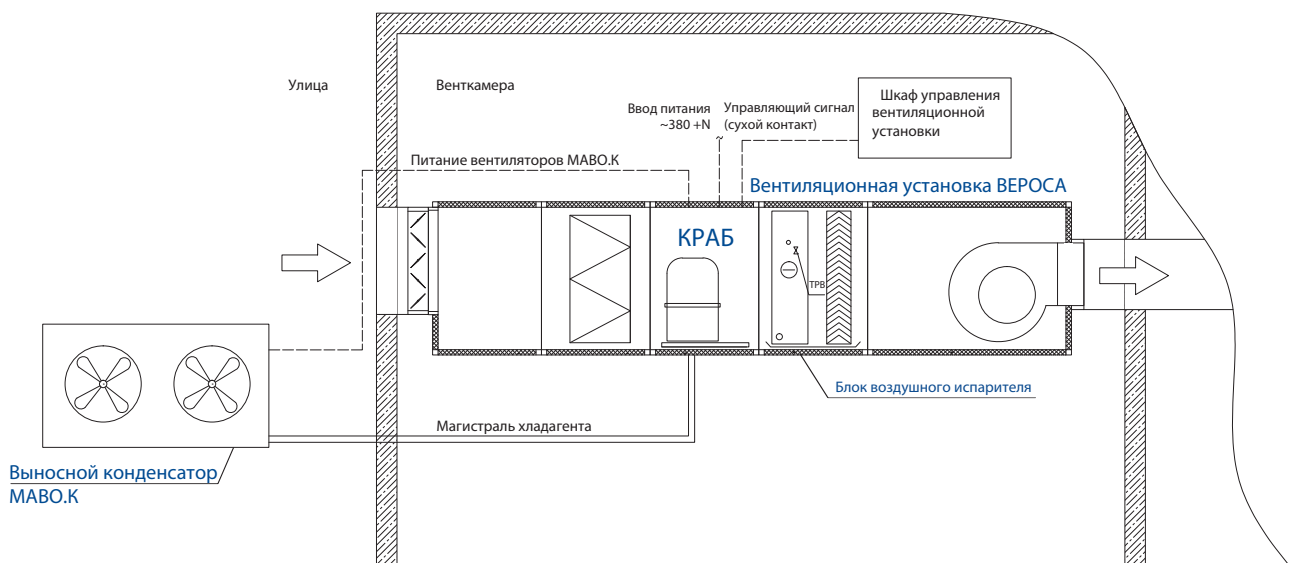 Улица
Венткамера
Ввод питания
~380 +N
Управляющий сигнал
(сухой контакт)
Шкаф управления
вентиляционной
установки
Питание вентиляторов МАВО.К
Вентиляционная установка ВЕРОСА
КРАБ
ТРВ
Блок воздушного испарителя
Магистраль хладагента
Выносной конденсатор
МАВО.К